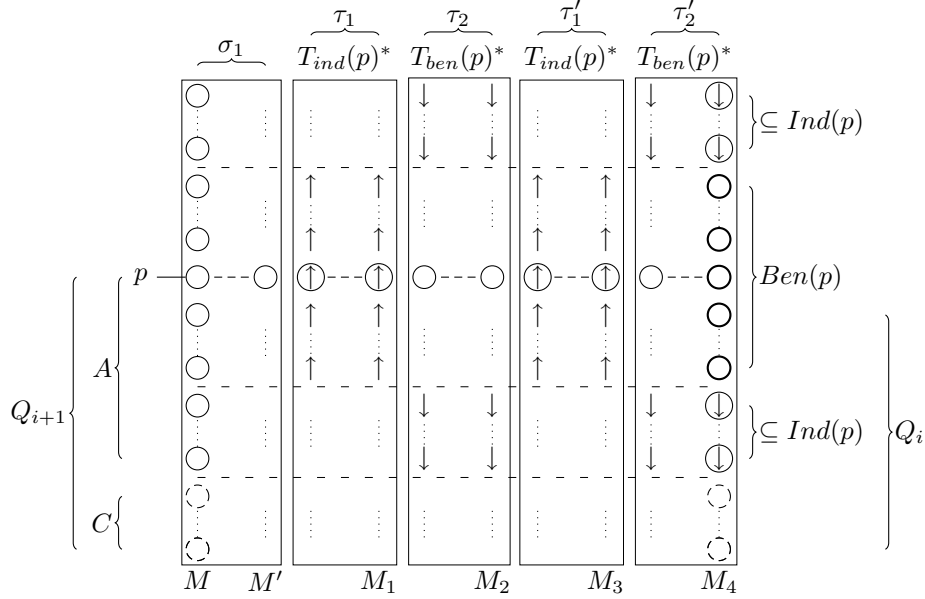 τ₁ τ₂ τ′₁ τ′₂
σ₁ T_ind(p)* T_ben(p)* T_ind(p)* T_ben(p)*
⊆ Ind(p)
p Ben(p)
A
Q_{i+1} ⊆ Ind(p) Q_i
C
M M′ M₁ M₂ M₃ M₄